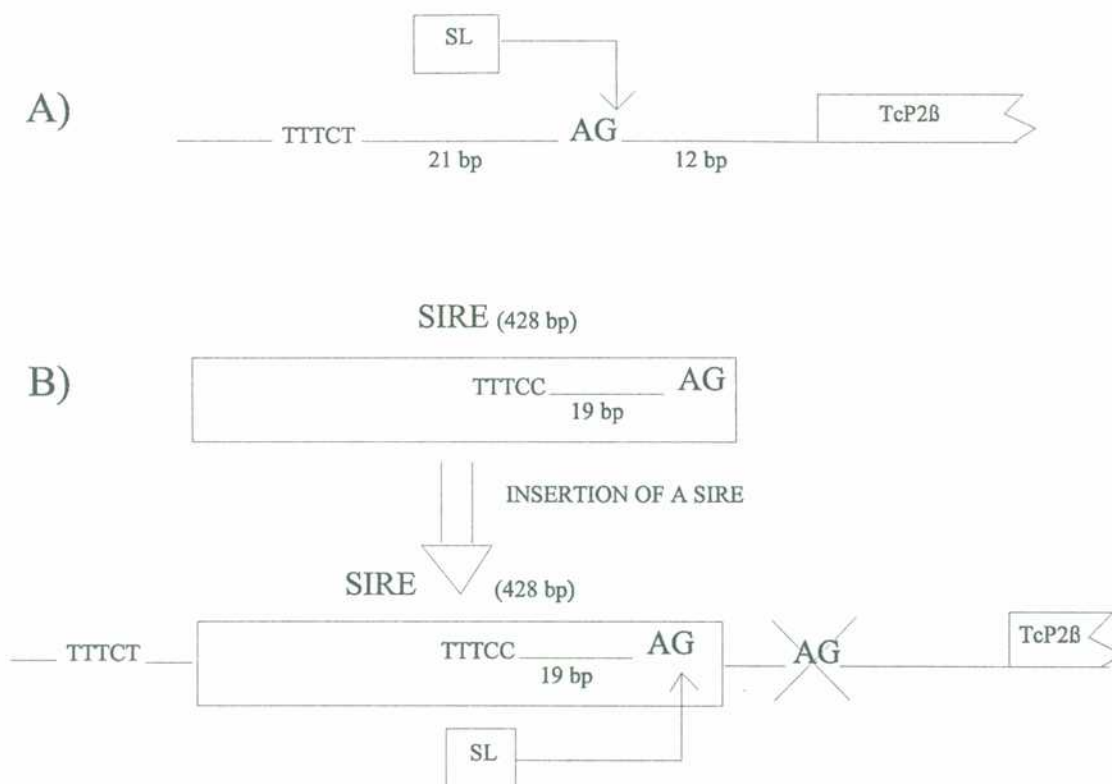 SL
A)
TTTCT
AG
TcP2ß
21 bp
12 bp
SIRE (428 bp)
B)
TTTCC
AG
19 bp
INSERTION OF A SIRE
SIRE (428 bp)
TTTCT
TTTCC
AG
AG
TcP2ß
19 bp
SL